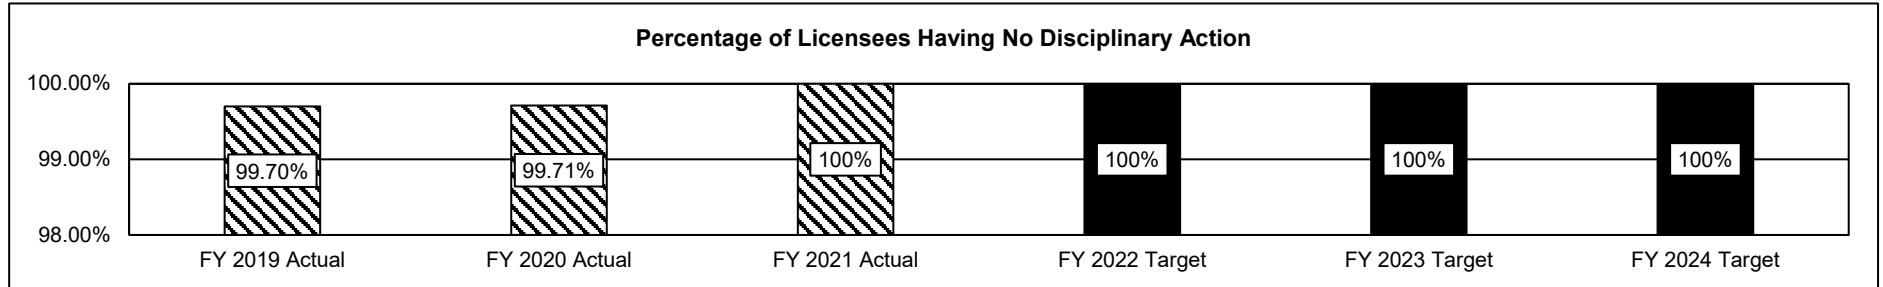 Percentage of Licensees Having No Disciplinary Action
100.00%
99.00%
98.00%
99.70%
99.71%
100%
100%
100%
100%
FY 2019 Actual
FY 2020 Actual
FY 2021 Actual
FY 2022 Target
FY 2023 Target
FY 2024 Target